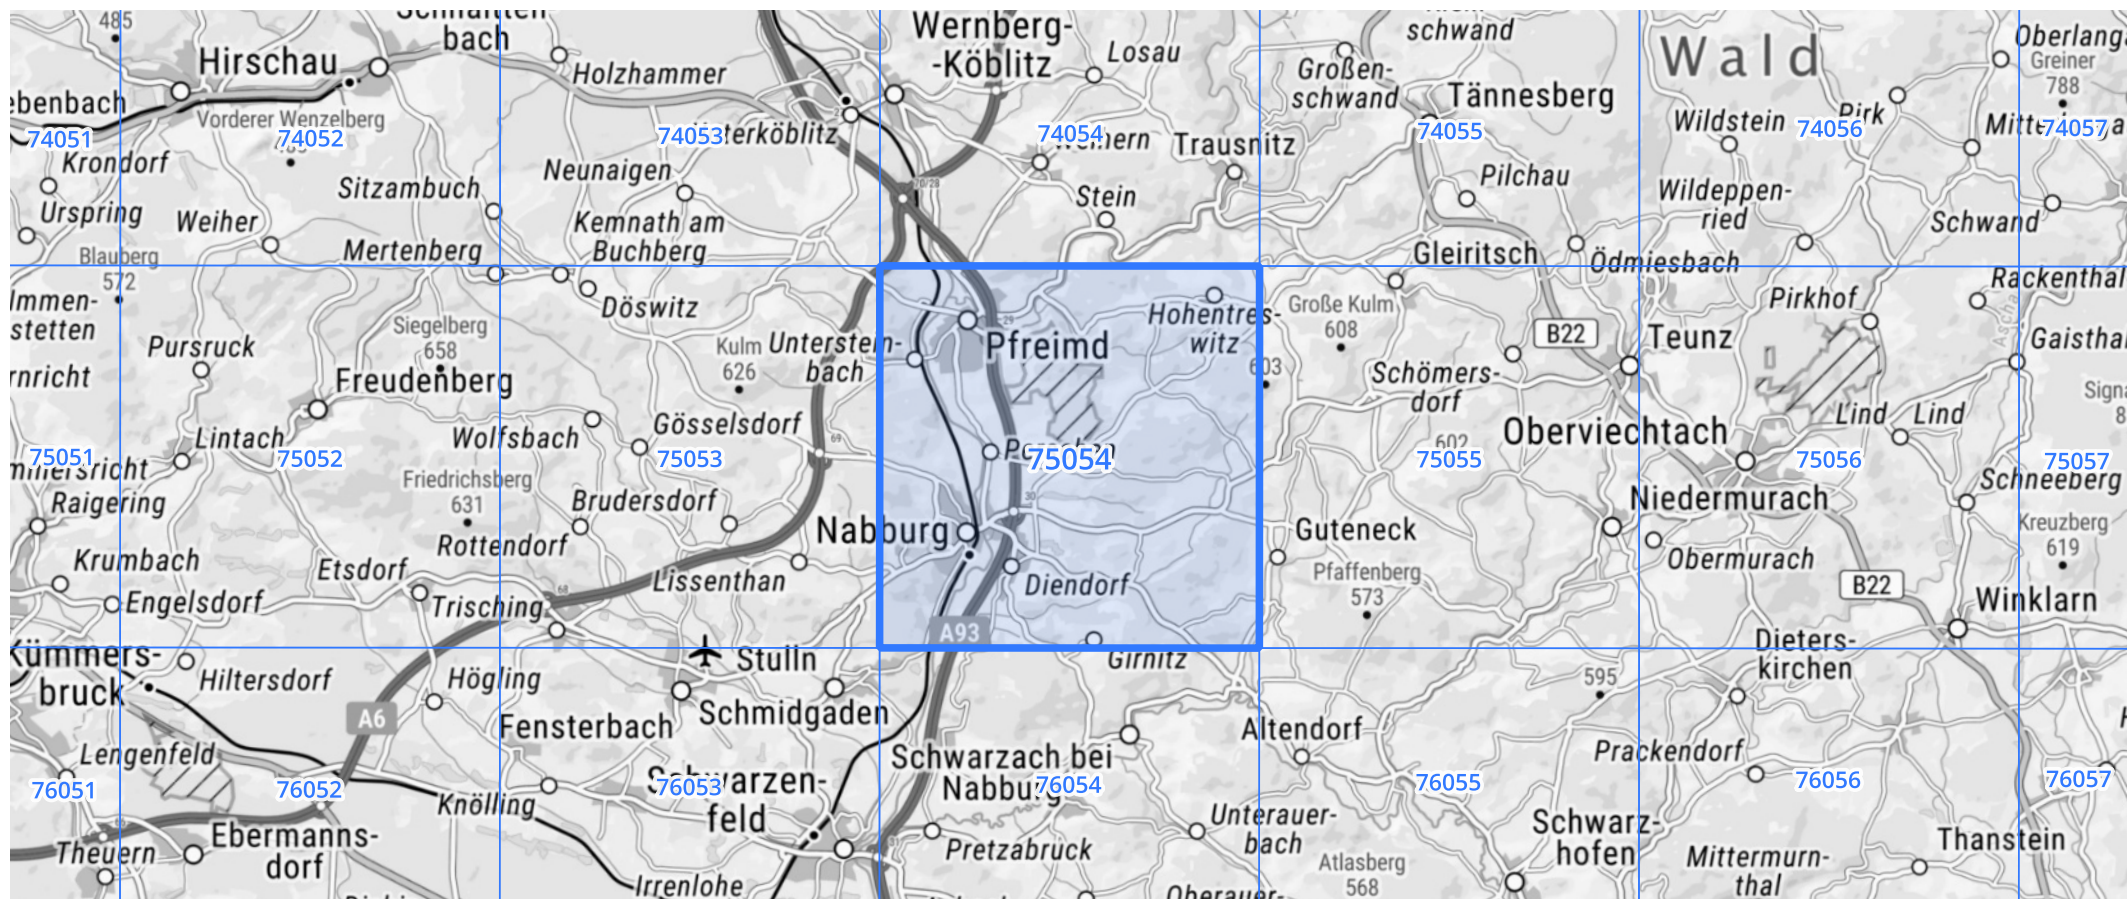 485
bach
Wernberg-
-Köblitz
Losau
schwand
Wald
Greiner
788
Hirschau
Holzhammer
Großen-
schwand
Tännesberg
Pirk
Wildstein
ebenbach
Vorderer Wenzelberg
74051
74052
74053
74054
74055
74056
74057
Krondorf
Neunaigen
Trausnitz
Sitzambuch
Stein
Pilchau
Wildeppen-
ried
Urspring
Weiher
Kemnath am
Buchberg
Schwand
Mertenberg
Gleiritsch
Ödmiesbach
Blauberg
572
Immen-
stetten
Döswitz
Hohentres-
witz
Große Kulm
608
Pirkhof
Rackenthal
Pursruck
Siegelberg
658
Kulm
626
Unterstein-
bach
29
Pfreimd
B22
Teunz
Freudenberg
603
Schömers-
dorf
Lintach
Wolfsbach
Gösselsdorf
69
Oberviechtach
Lind
Lind
602
75051
75052
75053
75054
75055
75056
75057
Raigering
Friedrichsberg
631
Brudersdorf
30
Niedermurach
Schneeberg
Rottendorf
Nabburg
Guteneck
Kreuzberg
619
Krumbach
Etsdorf
Lissenthan
Diendorf
Pfaffenberg
573
Obermurach
Engelsdorf
Trisching
68
B22
Winklarn
A93
Kümmers-
bruck
Hiltersdorf
Högling
Stulln
Girnitz
Dieters-
kirchen
595
A6
Fensterbach
Schmidgaden
Altendorf
Lengenfeld
Schwarzach bei
Nabburg
Prackendorf
76051
76052
76053
76054
76055
76056
76057
Knölling
Schwarzen-
feld
Ebermanns-
dorf
Theuern
Pretzabruck
Unterauer-
bach
Schwarz-
hofen
Thanstein
Atlasberg
568
Mittermurn-
thal
Irrenlohe
Oberauer-